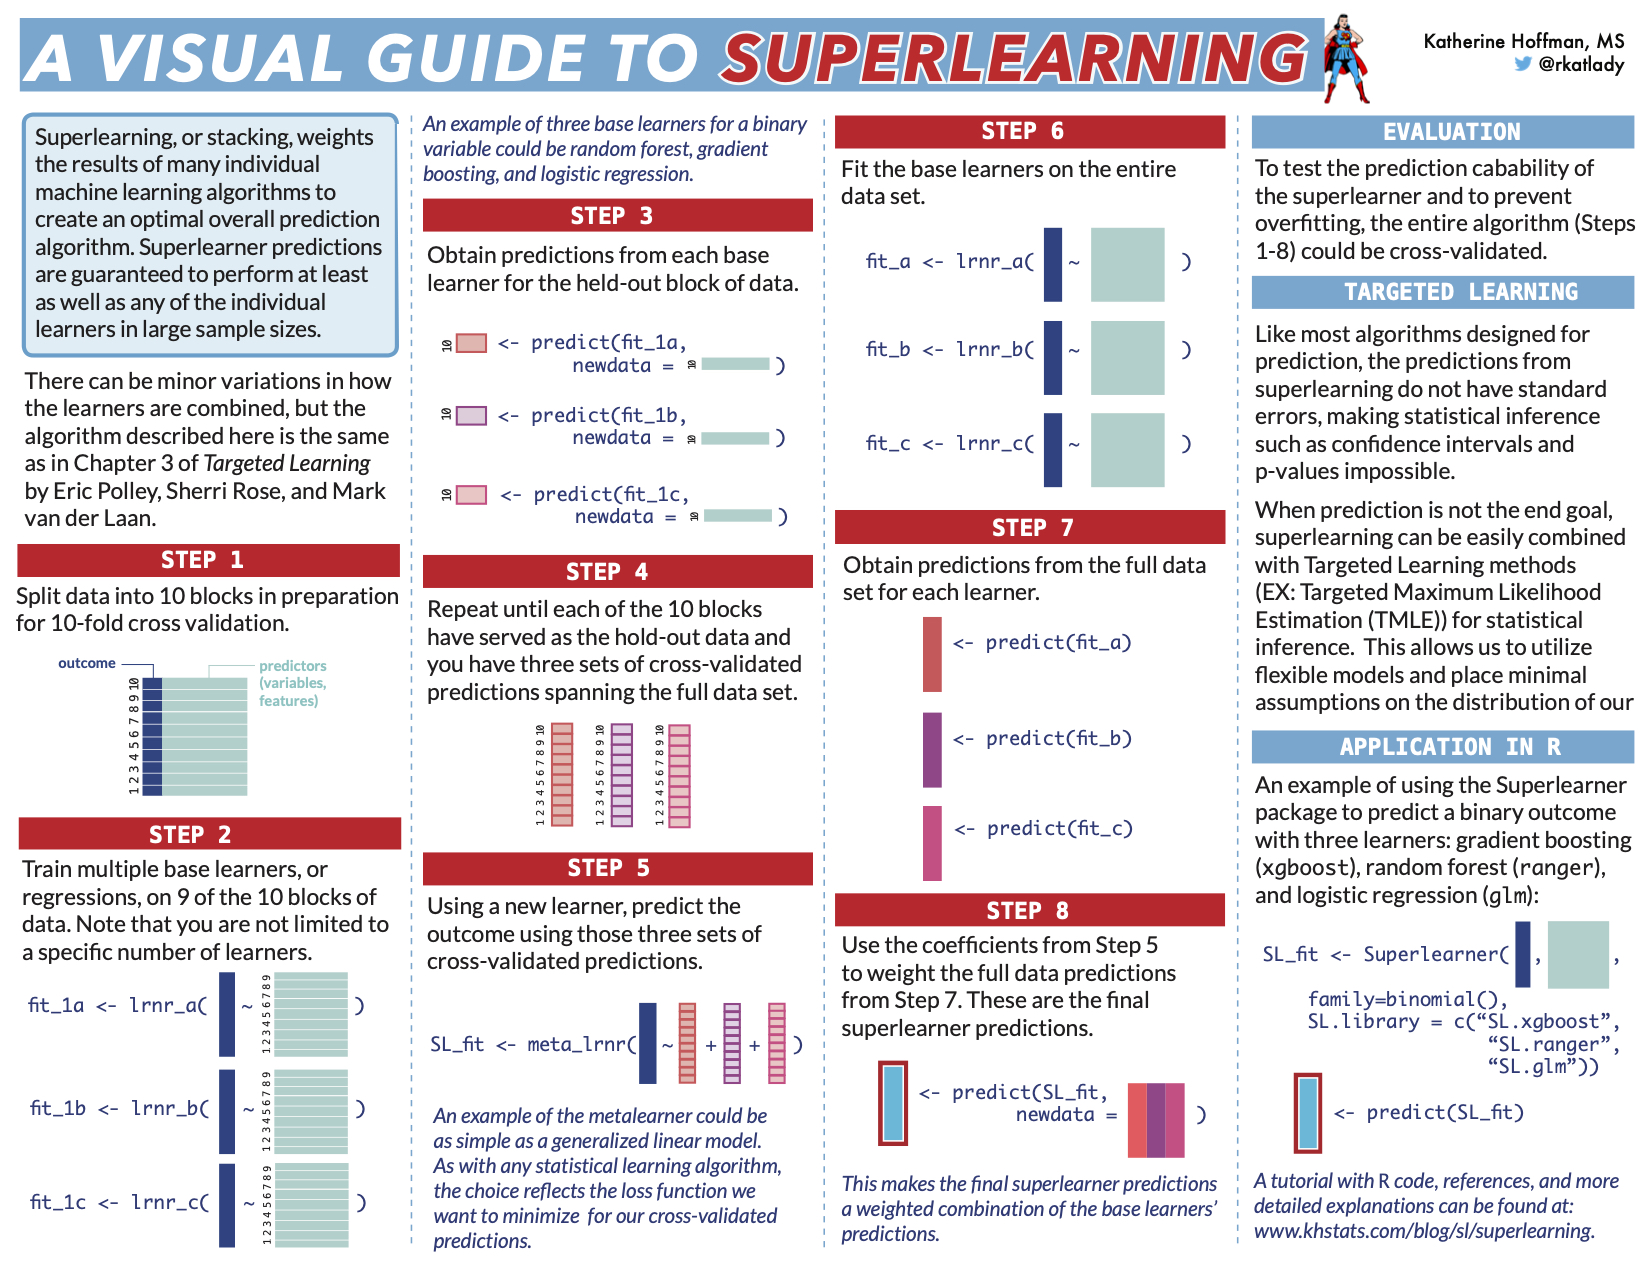 A VISUAL GUIDE TO SUPERLEARNING
Katherine Hoffman, MS
@rkatlady
Superlearning, or stacking, weights
the results of many individual
machine learning algorithms to
create an optimal overall prediction
algorithm. Superlearner predictions
are guaranteed to perform at least
as well as any of the individual
learners in large sample sizes.
There can be minor variations in how
the learners are combined, but the
algorithm described here is the same
as in Chapter 3 of Targeted Learning
by Eric Polley, Sherri Rose, and Mark
van der Laan.
STEP 1
Split data into 10 blocks in preparation
for 10-fold cross validation.
outcome
predictors
(variables,
features)
1 2 3 4 5 6 7 8 9 10
STEP 2
Train multiple base learners, or
regressions, on 9 of the 10 blocks of
data. Note that you are not limited to
a specific number of learners.
fit_1a <- lrnr_a( ~ 1 2 3 4 5 6 7 8 9 )
fit_1b <- lrnr_b( ~ 1 2 3 4 5 6 7 8 9 )
fit_1c <- lrnr_c( ~ 1 2 3 4 5 6 7 8 9 )
An example of three base learners for a binary
variable could be random forest, gradient
boosting, and logistic regression.
STEP 3
Obtain predictions from each base
learner for the held-out block of data.
10 <- predict(fit_1a,
newdata = 10 )
10 <- predict(fit_1b,
newdata = 10 )
10 <- predict(fit_1c,
newdata = 10 )
STEP 4
Repeat until each of the 10 blocks
have served as the hold-out data and
you have three sets of cross-validated
predictions spanning the full data set.
1 2 3 4 5 6 7 8 9 10
1 2 3 4 5 6 7 8 9 10
1 2 3 4 5 6 7 8 9 10
STEP 5
Using a new learner, predict the
outcome using those three sets of
cross-validated predictions.
SL_fit <- meta_lrnr( ~ + + )
An example of the metalearner could be
as simple as a generalized linear model.
As with any statistical learning algorithm,
the choice reflects the loss function we
want to minimize for our cross-validated
predictions.
STEP 6
Fit the base learners on the entire
data set.
fit_a <- lrnr_a( ~ )
fit_b <- lrnr_b( ~ )
fit_c <- lrnr_c( ~ )
STEP 7
Obtain predictions from the full data
set for each learner.
<- predict(fit_a)
<- predict(fit_b)
<- predict(fit_c)
STEP 8
Use the coefficients from Step 5
to weight the full data predictions
from Step 7. These are the final
superlearner predictions.
<- predict(SL_fit,
newdata = )
This makes the final superlearner predictions
a weighted combination of the base learners’
predictions.
EVALUATION
To test the prediction cabability of
the superlearner and to prevent
overfitting, the entire algorithm (Steps
1-8) could be cross-validated.
TARGETED LEARNING
Like most algorithms designed for
prediction, the predictions from
superlearning do not have standard
errors, making statistical inference
such as confidence intervals and
p-values impossible.
When prediction is not the end goal,
superlearning can be easily combined
with Targeted Learning methods
(EX: Targeted Maximum Likelihood
Estimation (TMLE)) for statistical
inference. This allows us to utilize
flexible models and place minimal
assumptions on the distribution of our
APPLICATION IN R
An example of using the Superlearner
package to predict a binary outcome
with three learners: gradient boosting
(xgboost), random forest (ranger),
and logistic regression (glm):
SL_fit <- Superlearner( , ,
family=binomial(),
SL.library = c(“SL.xgboost”,
“SL.ranger”,
“SL.glm”))
<- predict(SL_fit)
A tutorial with R code, references, and more
detailed explanations can be found at:
www.khstats.com/blog/sl/superlearning.